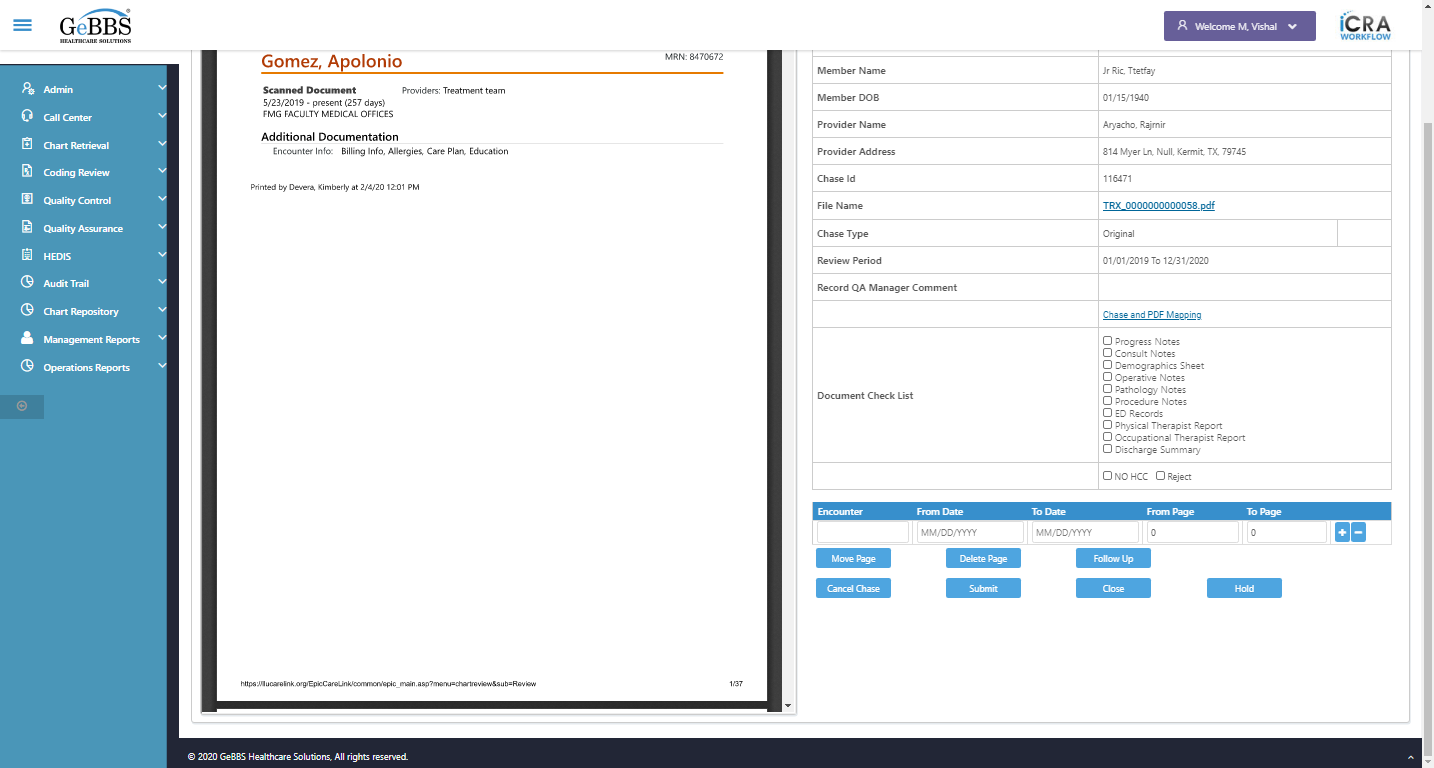 GeBBS
HEALTHCARE SOLUTIONS
Welcome M, Vishal
iCRA
WORKFLOW
Admin
Call Center
Chart Retrieval
Coding Review
Quality Control
Quality Assurance
HEDIS
Audit Trail
Chart Repository
Management Reports
Operations Reports
Gomez, Apolonio
MRN: 8470672
Scanned Document
Providers: Treatment team
5/23/2019 - present (257 days)
FMG FACULTY MEDICAL OFFICES
Additional Documentation
Encounter Info: Billing Info, Allergies, Care Plan, Education
Printed by Devera, Kimberly at 2/4/20 12:01 PM
https://llucarelink.org/EpicCareLink/common/epic_main.asp?menu=chartreview&sub=Review
1/37
Member Name Jr Ric, Ttetfay
Member DOB 01/15/1940
Provider Name Aryacho, Rajrnir
Provider Address 814 Myer Ln, Null, Kermit, TX, 79745
Chase Id 116471
File Name TRX_0000000000058.pdf
Chase Type Original
Review Period 01/01/2019 To 12/31/2020
Record QA Manager Comment
Chase and PDF Mapping
Document Check List
Progress Notes
Consult Notes
Demographics Sheet
Operative Notes
Pathology Notes
Procedure Notes
ED Records
Physical Therapist Report
Occupational Therapist Report
Discharge Summary
NO HCC Reject
Encounter From Date To Date From Page To Page
MM/DD/YYYY MM/DD/YYYY 0 0
Move Page Delete Page Follow Up
Cancel Chase Submit Close Hold
© 2020 GeBBS Healthcare Solutions, All rights reserved.